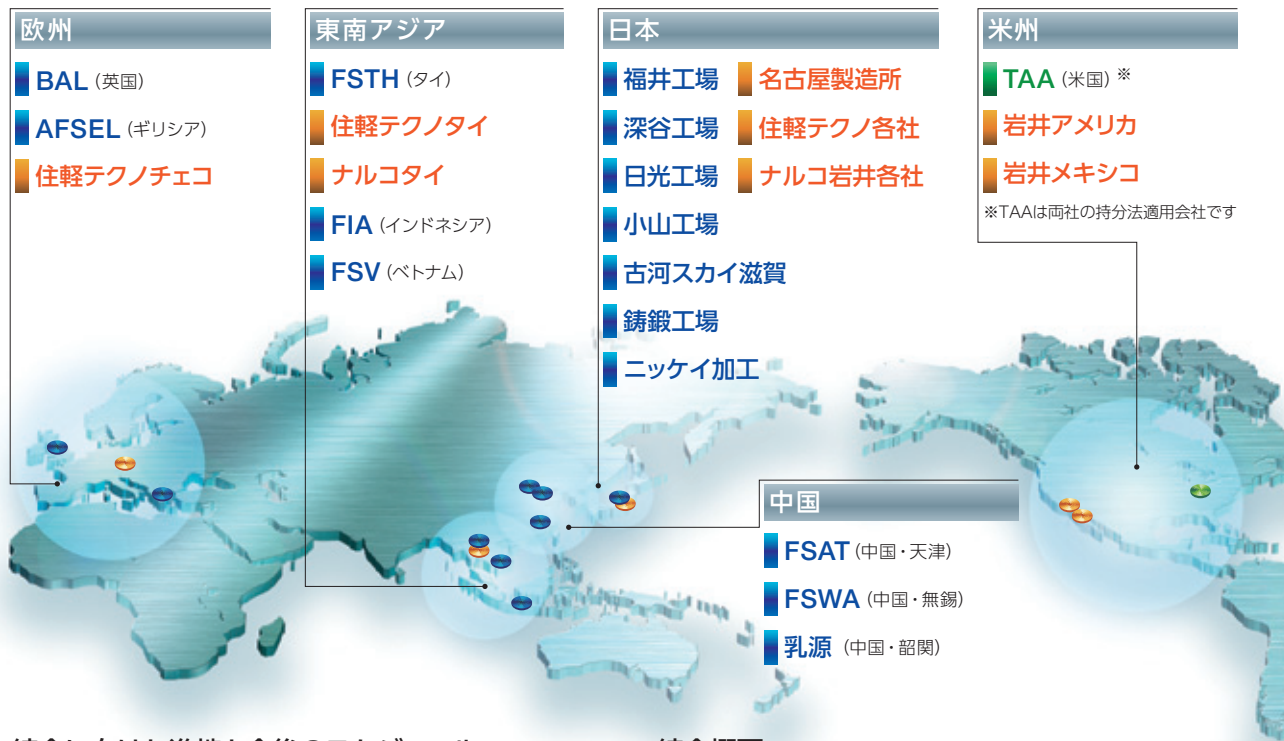 欧州
BAL（英国）
AFSEL（ギリシア）
住軽テクノチェコ
東南アジア
FSTH（タイ）
住軽テクノタイ
ナルコタイ
FIA（インドネシア）
FSV（ベトナム）
日本
福井工場 名古屋製造所
深谷工場 住軽テクノ各社
日光工場 ナルコ岩井各社
小山工場
古河スカイ滋賀
鋳鍛工場
ニッケイ加工
米州
TAA（米国）※
岩井アメリカ
岩井メキシコ
※TAAは両社の持分法適用会社です
中国
FSAT（中国・天津）
FSWA（中国・無錫）
乳源（中国・韶関）